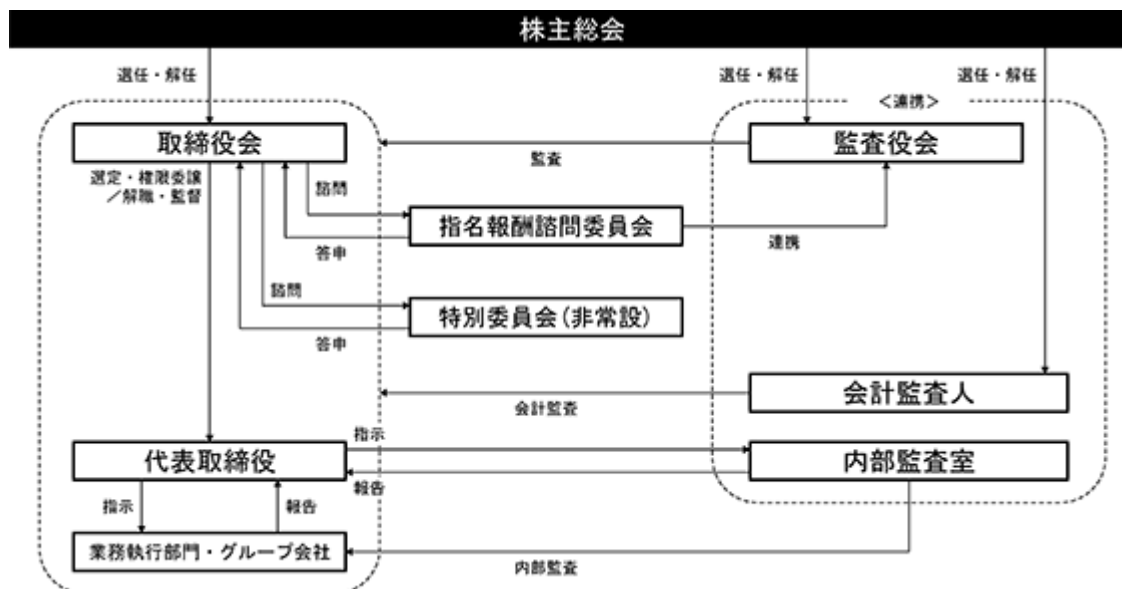 株主総会
選任・解任
選任・解任
選任・解任
＜連携＞
取締役会
監査役会
監査
選定・権限委譲
／解職・監督
諮問
指名報酬諮問委員会
答申
連携
諮問
特別委員会(非常設)
答申
会計監査人
会計監査
指示
代表取締役
内部監査室
報告
指示
報告
業務執行部門・グループ会社
内部監査